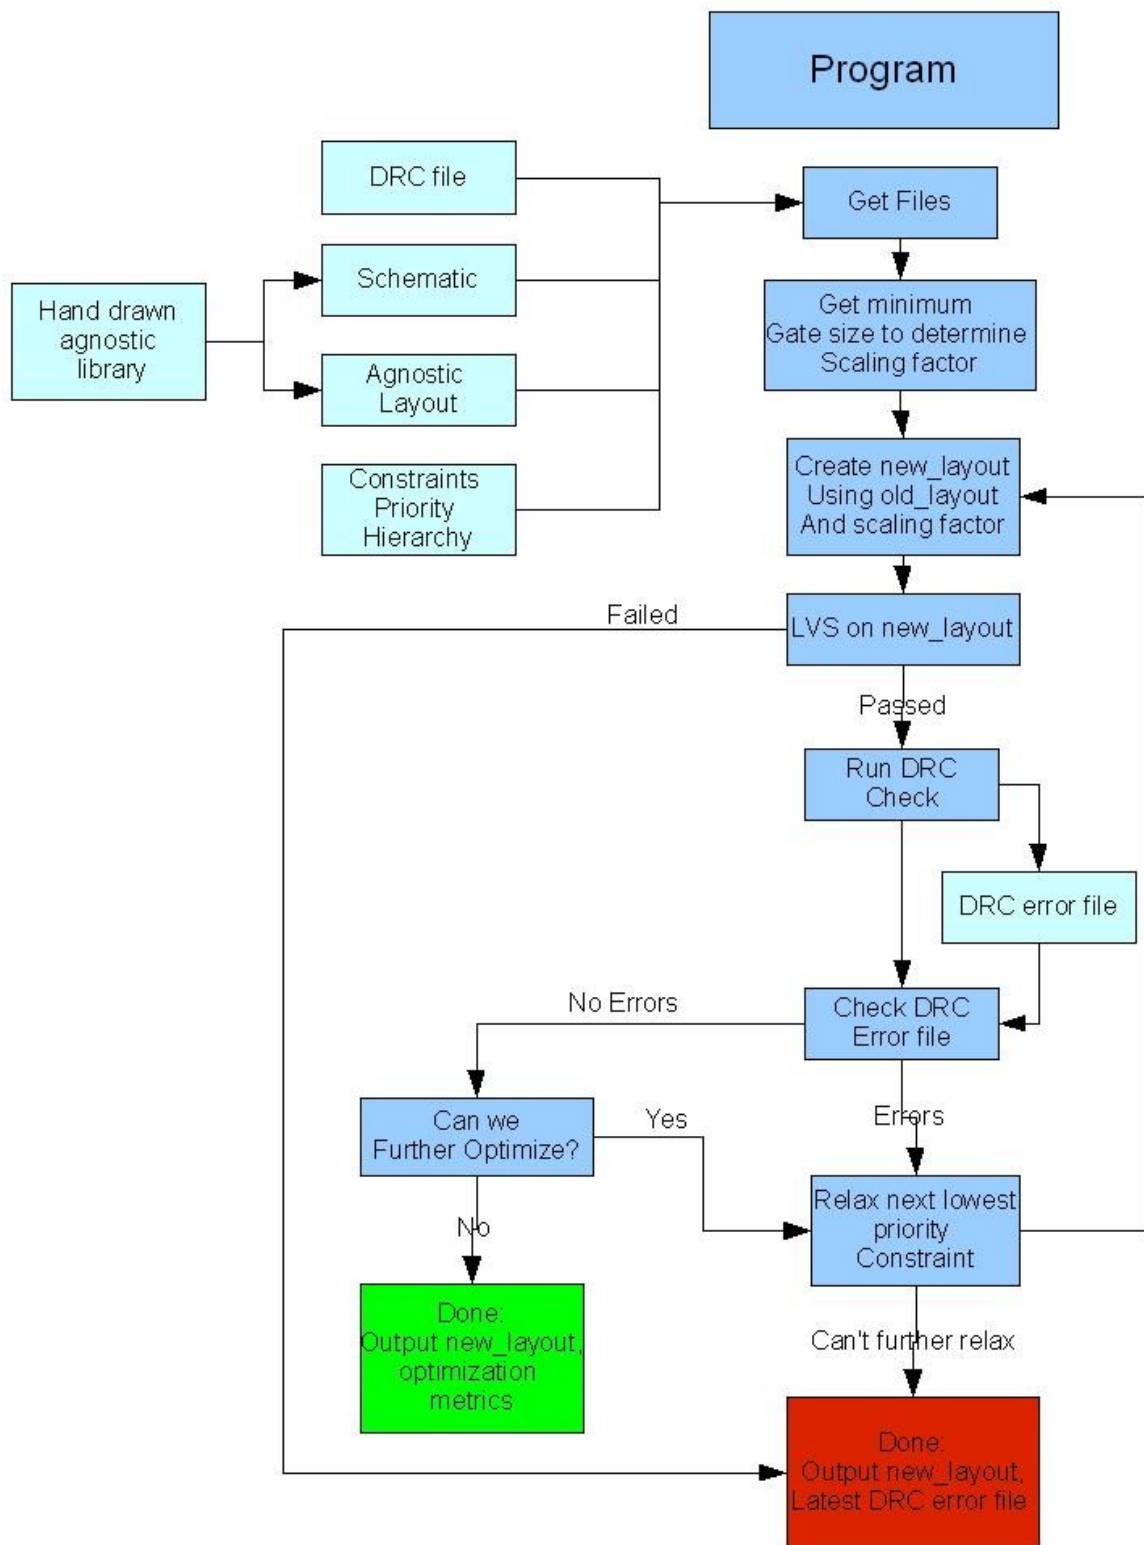 Program
DRC file
Get Files
Schematic
Hand drawn
agnostic
library
Get minimum
Gate size to determine
Scaling factor
Agnostic
Layout
Constraints
Priority
Hierarchy
Create new_layout
Using old_layout
And scaling factor
Failed
LVS on new_layout
Passed
Run DRC
Check
DRC error file
No Errors
Check DRC
Error file
Can we
Further Optimize?
Yes
Errors
Relax next lowest
priority
Constraint
No
Done:
Output new_layout,
optimization
metrics
Can't further relax
Done:
Output new_layout,
Latest DRC error file